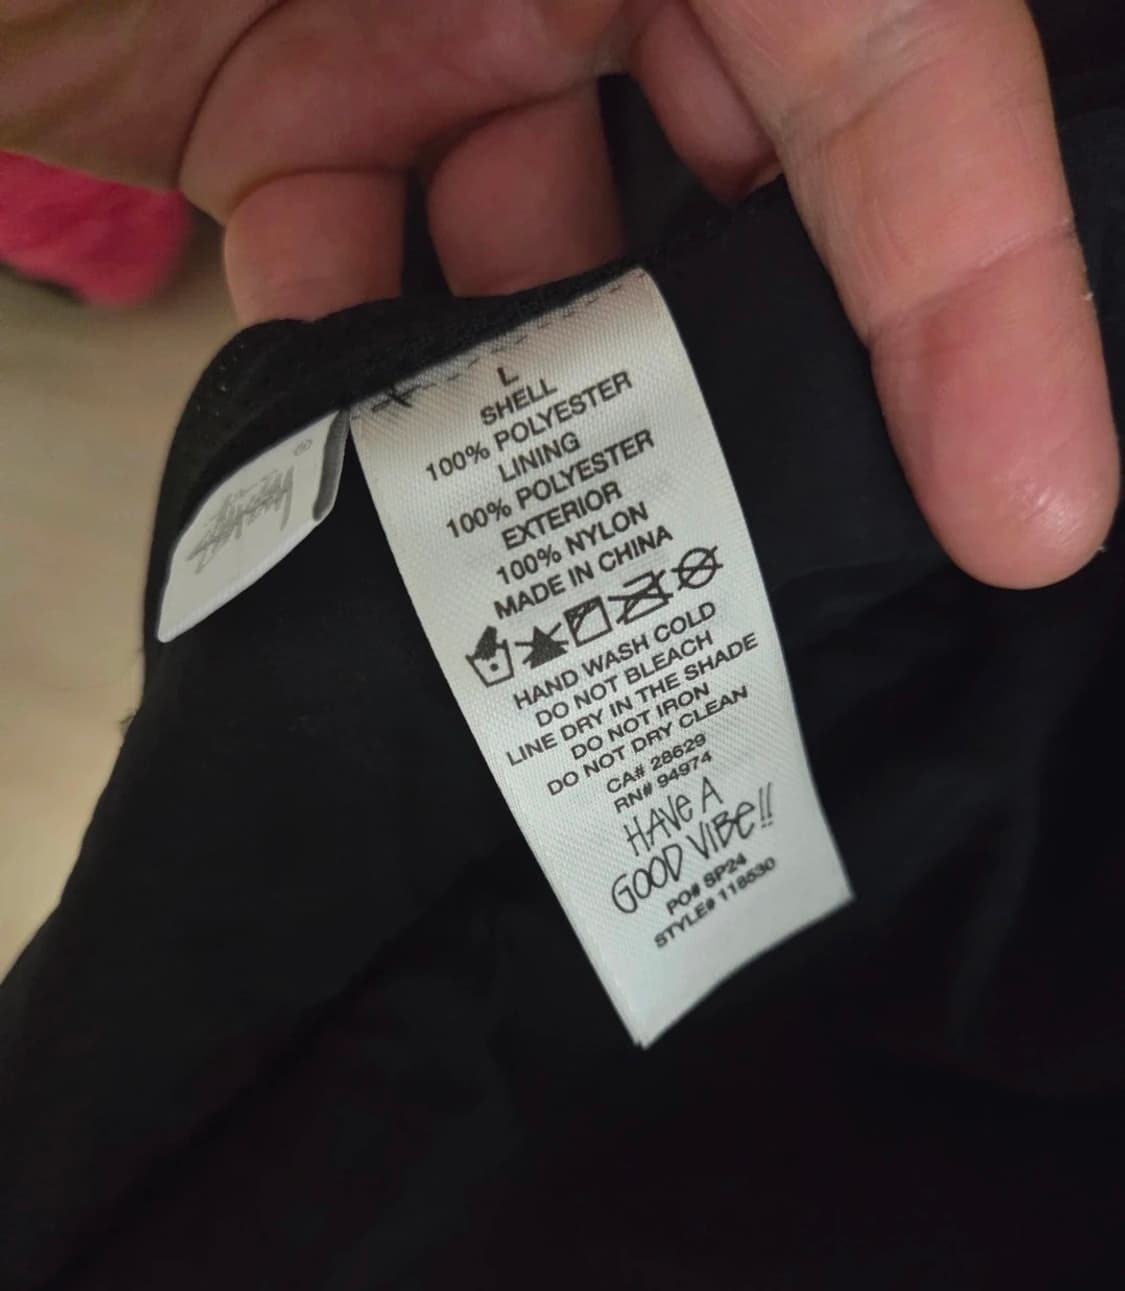 L
SHELL
100% POLYESTER
LINING
100% POLYESTER
EXTERIOR
100% NYLON
MADE IN CHINA
HAND WASH COLD
DO NOT BLEACH
LINE DRY IN THE SHADE
DO NOT IRON
DO NOT DRY CLEAN
CA# 28629
RN# 94974
HAVE A
GOOD VIBE!!
PO# SP24
STYLE# 118530
Stüssy
®